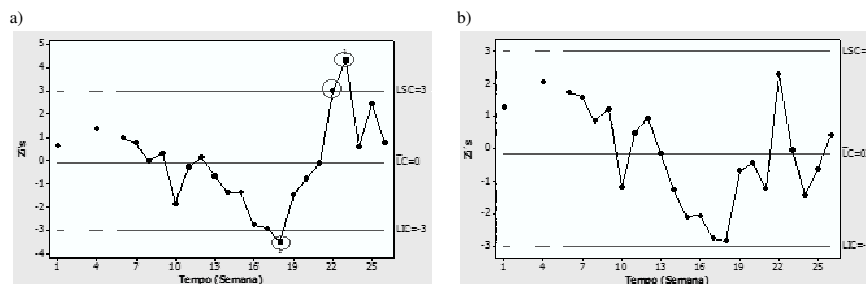 a)
5
4
3
2
1
0
-1
-2
-3
-4
Zi's
LSC=3
LC=0
LIC=-3
1 4 7 10 13 16 19 22 25
Tempo (Semana)
b)
3
2
1
0
-1
-2
-3
Zi's
LSC=3
LC=0
LIC=-
1 4 7 10 13 16 19 22 25
Tempo (Semana)